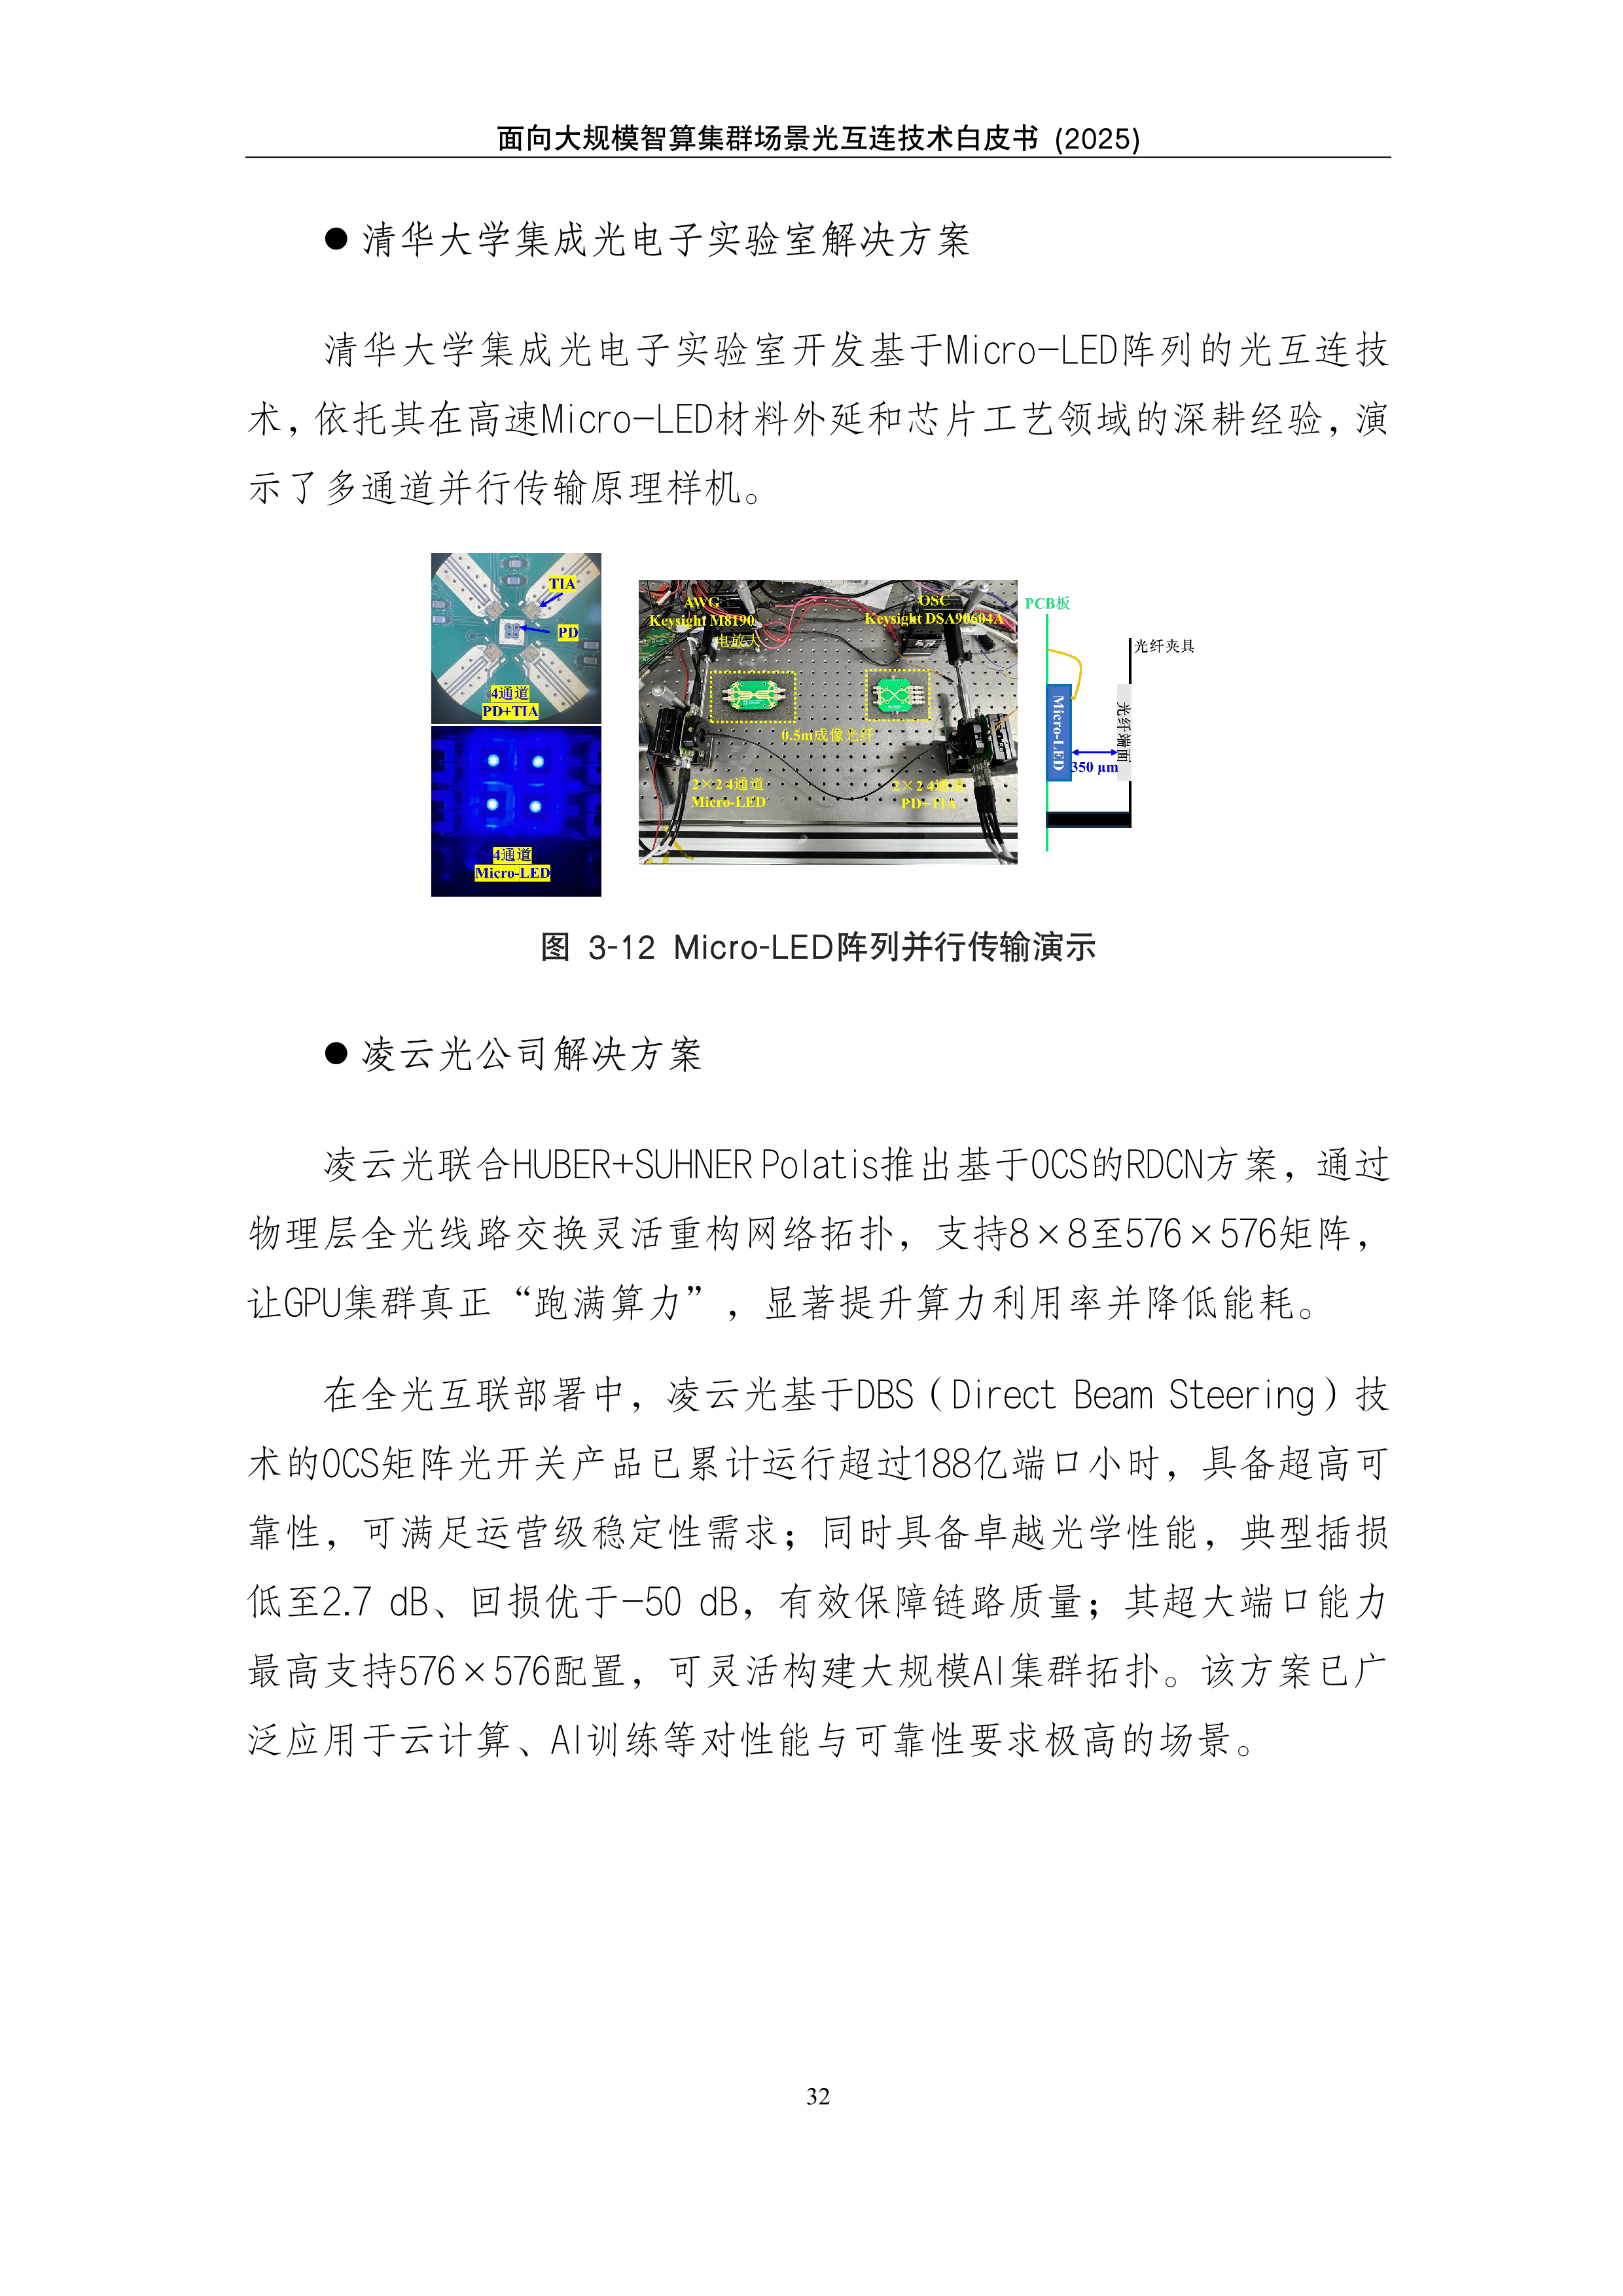 面向大规模智算集群场景光互连技术白皮书 (2025)
● 清华大学集成光电子实验室解决方案
清华大学集成光电子实验室开发基于Micro-LED阵列的光互连技
术，依托其在高速Micro-LED材料外延和芯片工艺领域的深耕经验，演
示了多通道并行传输原理样机。
TIA
PD
4通道
PD+TIA
4通道
Micro-LED
AWG
Keysight M8190
电放大
OSC
Keysight DSA90604A
0.5m成像光纤
2×2 4通道
Micro-LED
2×2 4通道
PD+TIA
PCB板
光纤夹具
Micro-LED
光纤端面
350 μm
图 3-12 Micro-LED阵列并行传输演示
● 凌云光公司解决方案
凌云光联合HUBER+SUHNER Polatis推出基于OCS的RDCN方案，通过
物理层全光线路交换灵活重构网络拓扑，支持8×8至576×576矩阵，
让GPU集群真正“跑满算力”，显著提升算力利用率并降低能耗。
在全光互联部署中，凌云光基于DBS（Direct Beam Steering）技
术的OCS矩阵光开关产品已累计运行超过188亿端口小时，具备超高可
靠性，可满足运营级稳定性需求；同时具备卓越光学性能，典型插损
低至2.7 dB、回损优于-50 dB，有效保障链路质量；其超大端口能力
最高支持576×576配置，可灵活构建大规模AI集群拓扑。该方案已广
泛应用于云计算、AI训练等对性能与可靠性要求极高的场景。
32